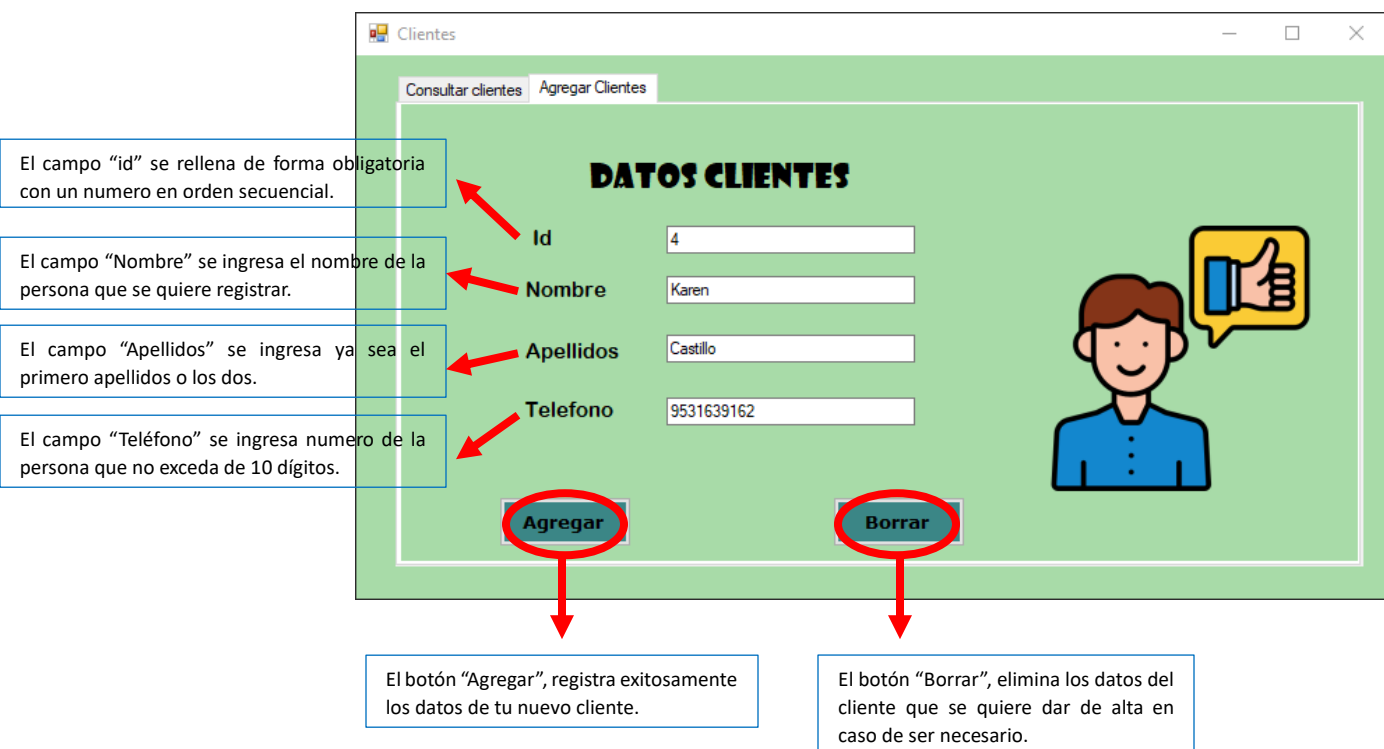 Clientes
Consultar clientes Agregar Clientes
El campo “id” se rellena de forma obligatoria
con un numero en orden secuencial.
DATOS CLIENTES
Id 4
El campo “Nombre” se ingresa el nombre de la
persona que se quiere registrar.
Nombre Karen
El campo “Apellidos” se ingresa ya sea el
primero apellidos o los dos.
Apellidos Castillo
El campo “Teléfono” se ingresa numero de la
persona que no exceda de 10 dígitos.
Telefono 9531639162
Agregar Borrar
El botón “Agregar”, registra exitosamente
los datos de tu nuevo cliente.
El botón “Borrar”, elimina los datos del
cliente que se quiere dar de alta en
caso de ser necesario.